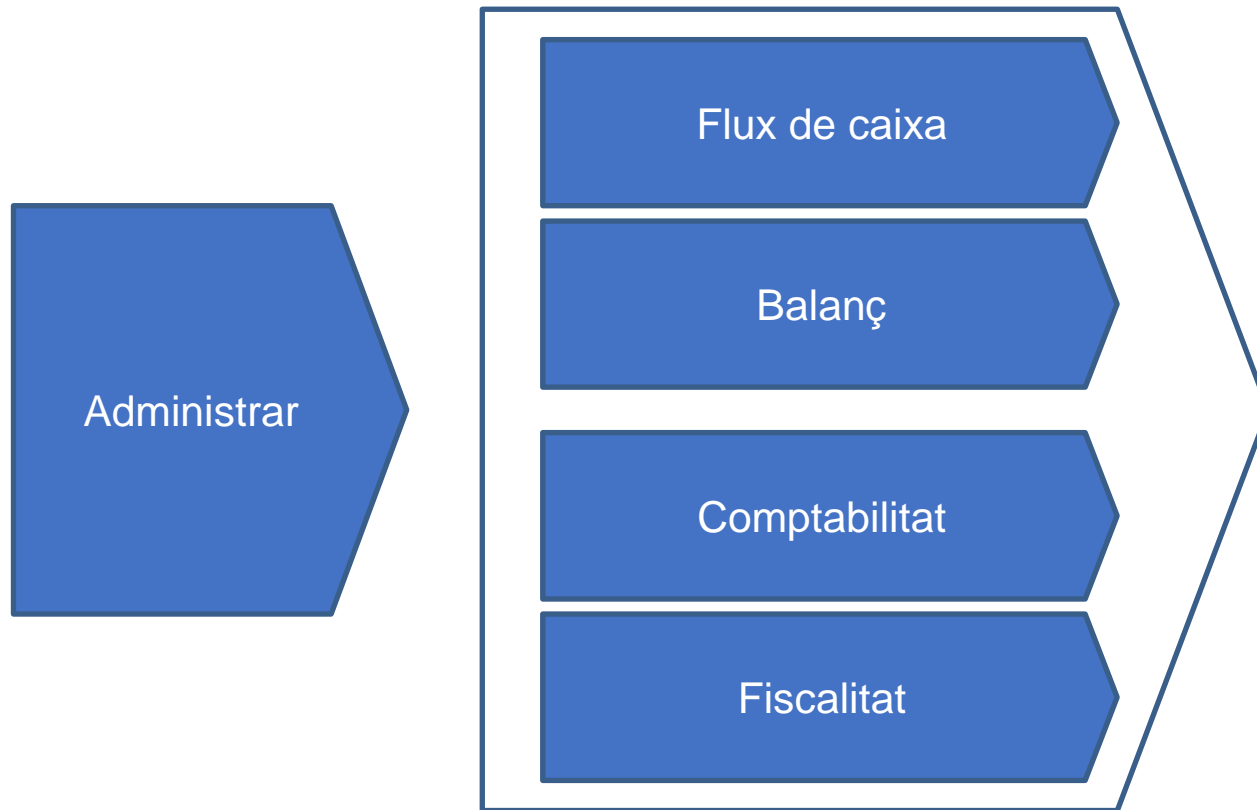 Administrar
Flux de caixa
Balanç
Comptabilitat
Fiscalitat